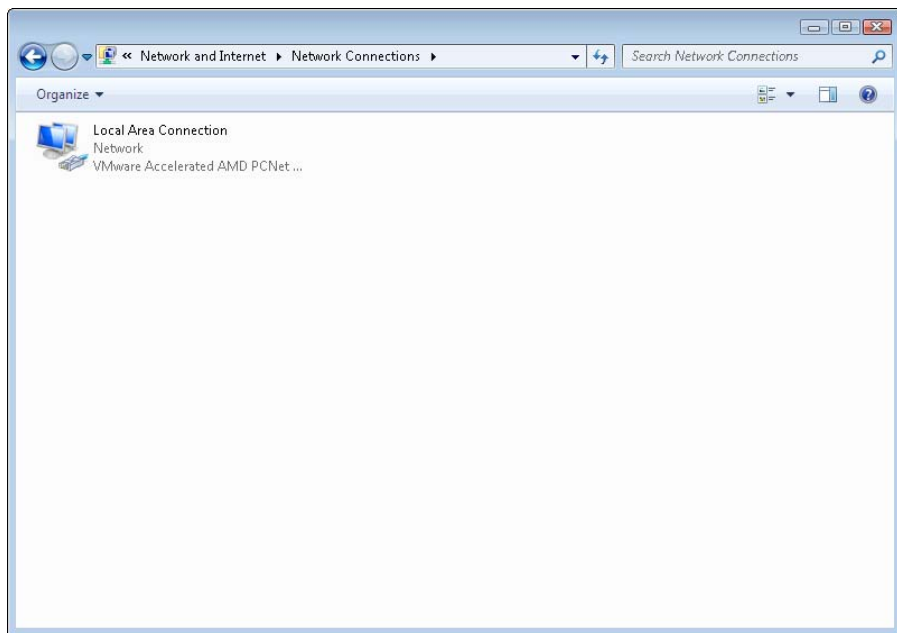 « Network and Internet ▸ Network Connections ▸
Search Network Connections
Organize
Local Area Connection
Network
VMware Accelerated AMD PCNet ...